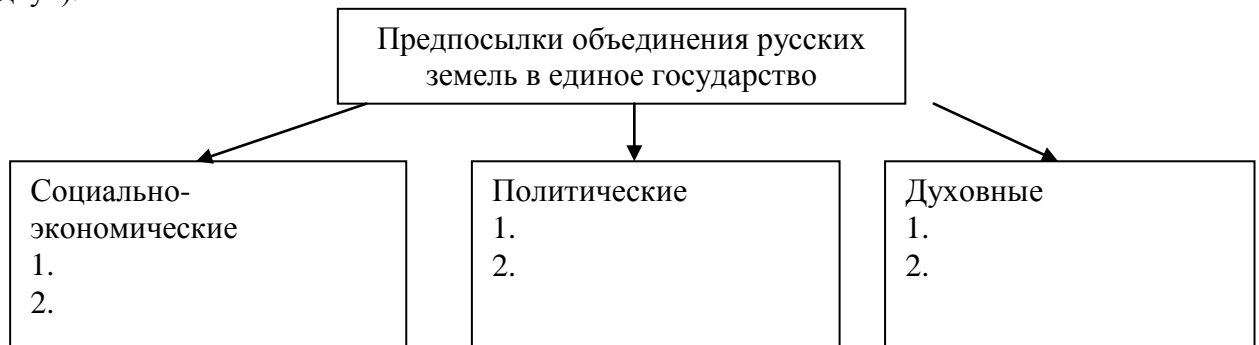 Предпосылки объединения русских
земель в единое государство
Социально-
экономические
1.
2.
Политические
1.
2.
Духовные
1.
2.